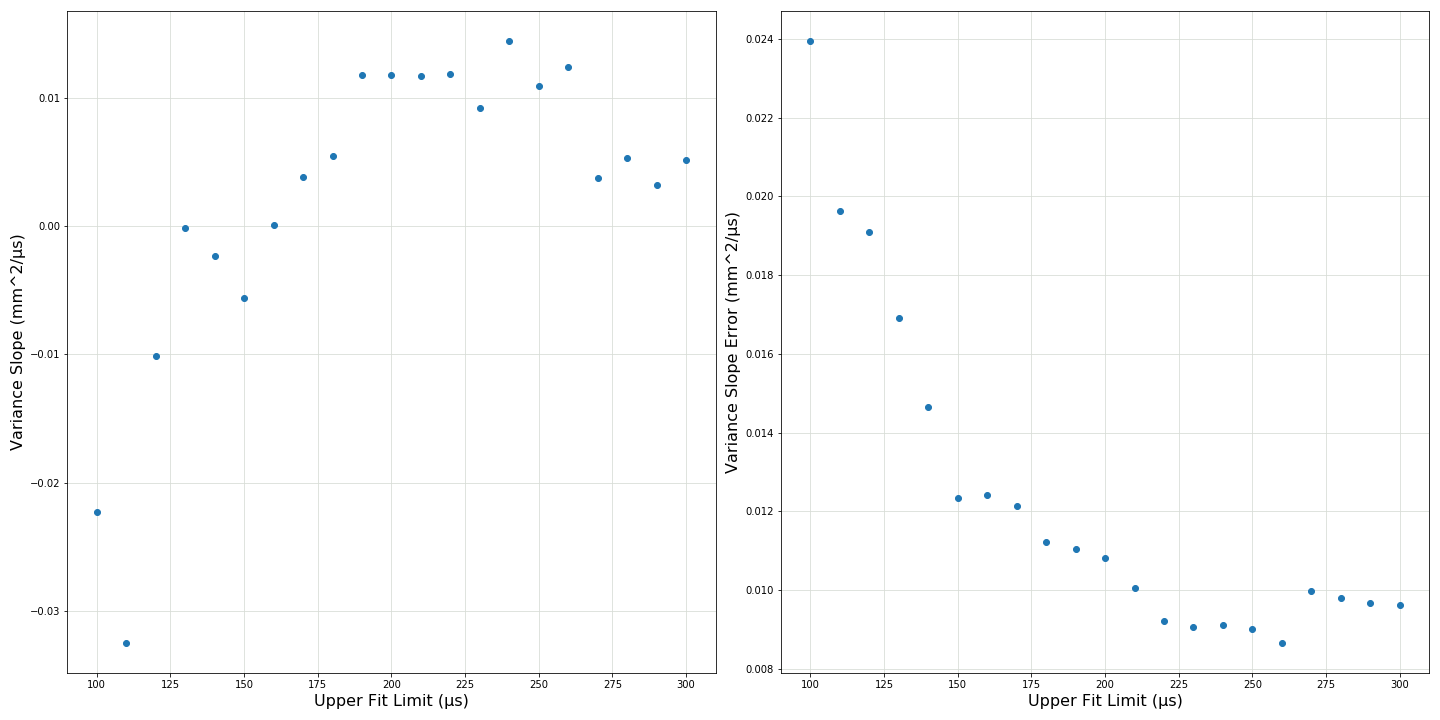 0.01
0.00
−0.01
−0.02
−0.03
Variance Slope (mm^2/µs)
100 125 150 175 200 225 250 275 300
Upper Fit Limit (µs)
0.024
0.022
0.020
0.018
0.016
0.014
0.012
0.010
0.008
Variance Slope Error (mm^2/µs)
100 125 150 175 200 225 250 275 300
Upper Fit Limit (µs)